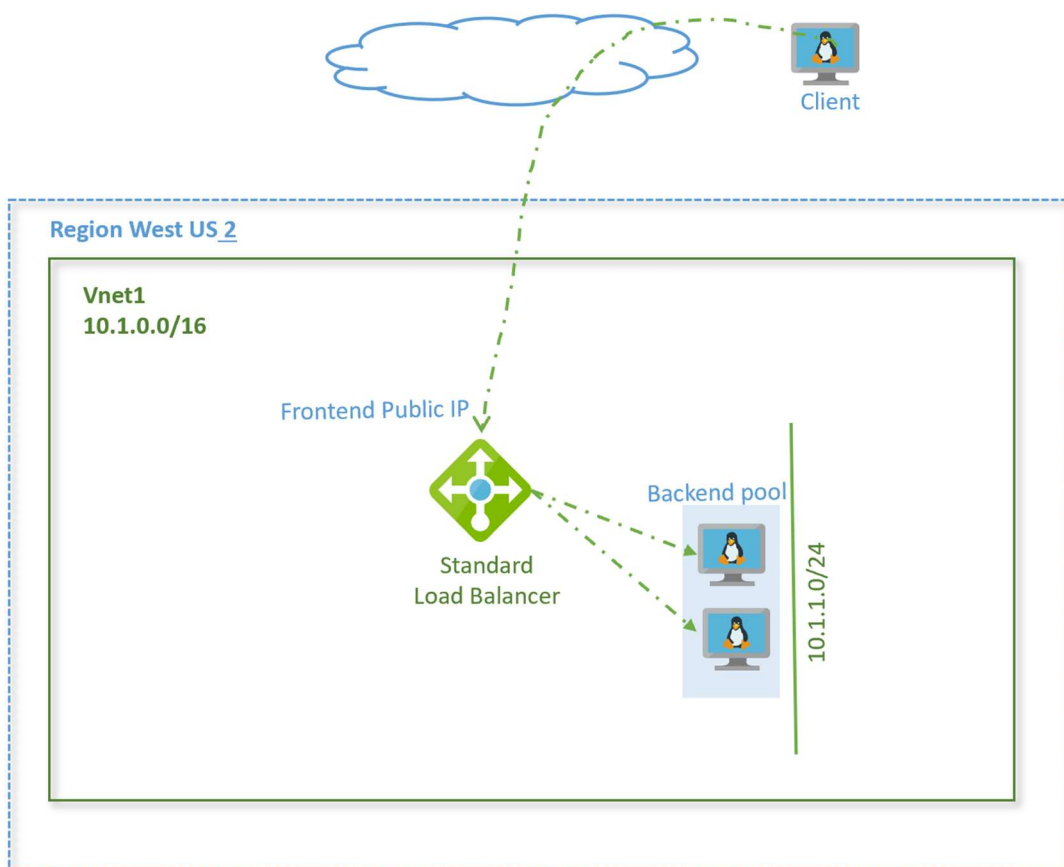 Client
Region West US 2
Vnet1
10.1.0.0/16
Frontend Public IP
Backend pool
Standard
Load Balancer
10.1.1.0/24